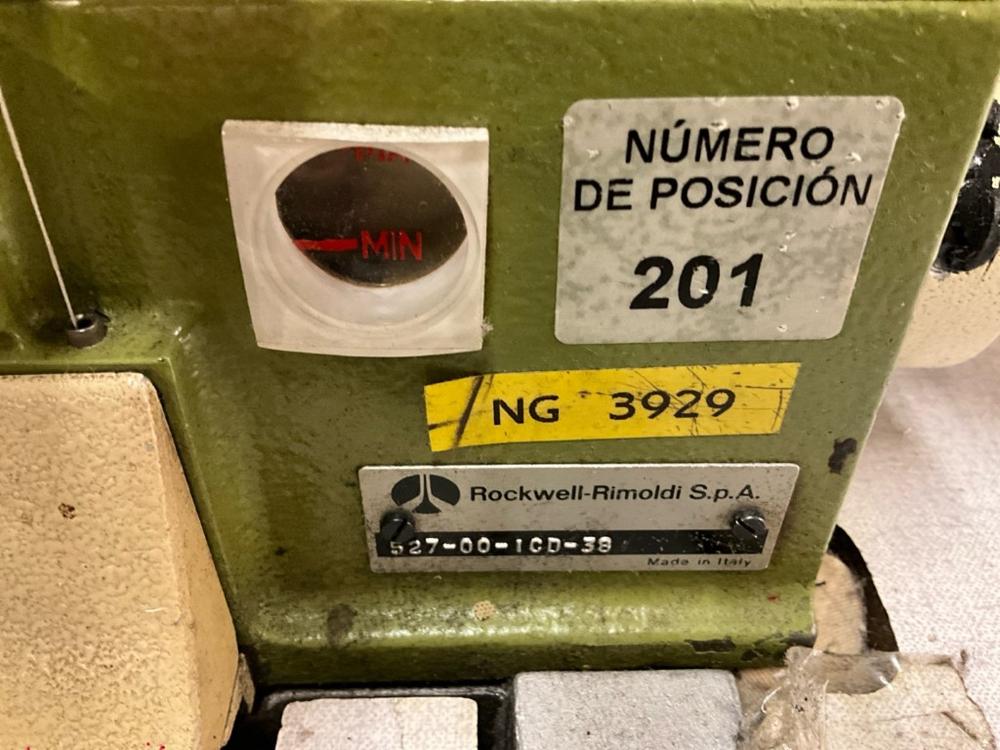 NÚMERO
DE POSICIÓN
201
MIN
NG 3929
Rockwell-Rimoldi S.p.A.
527-00-1CD-38
Made in Italy